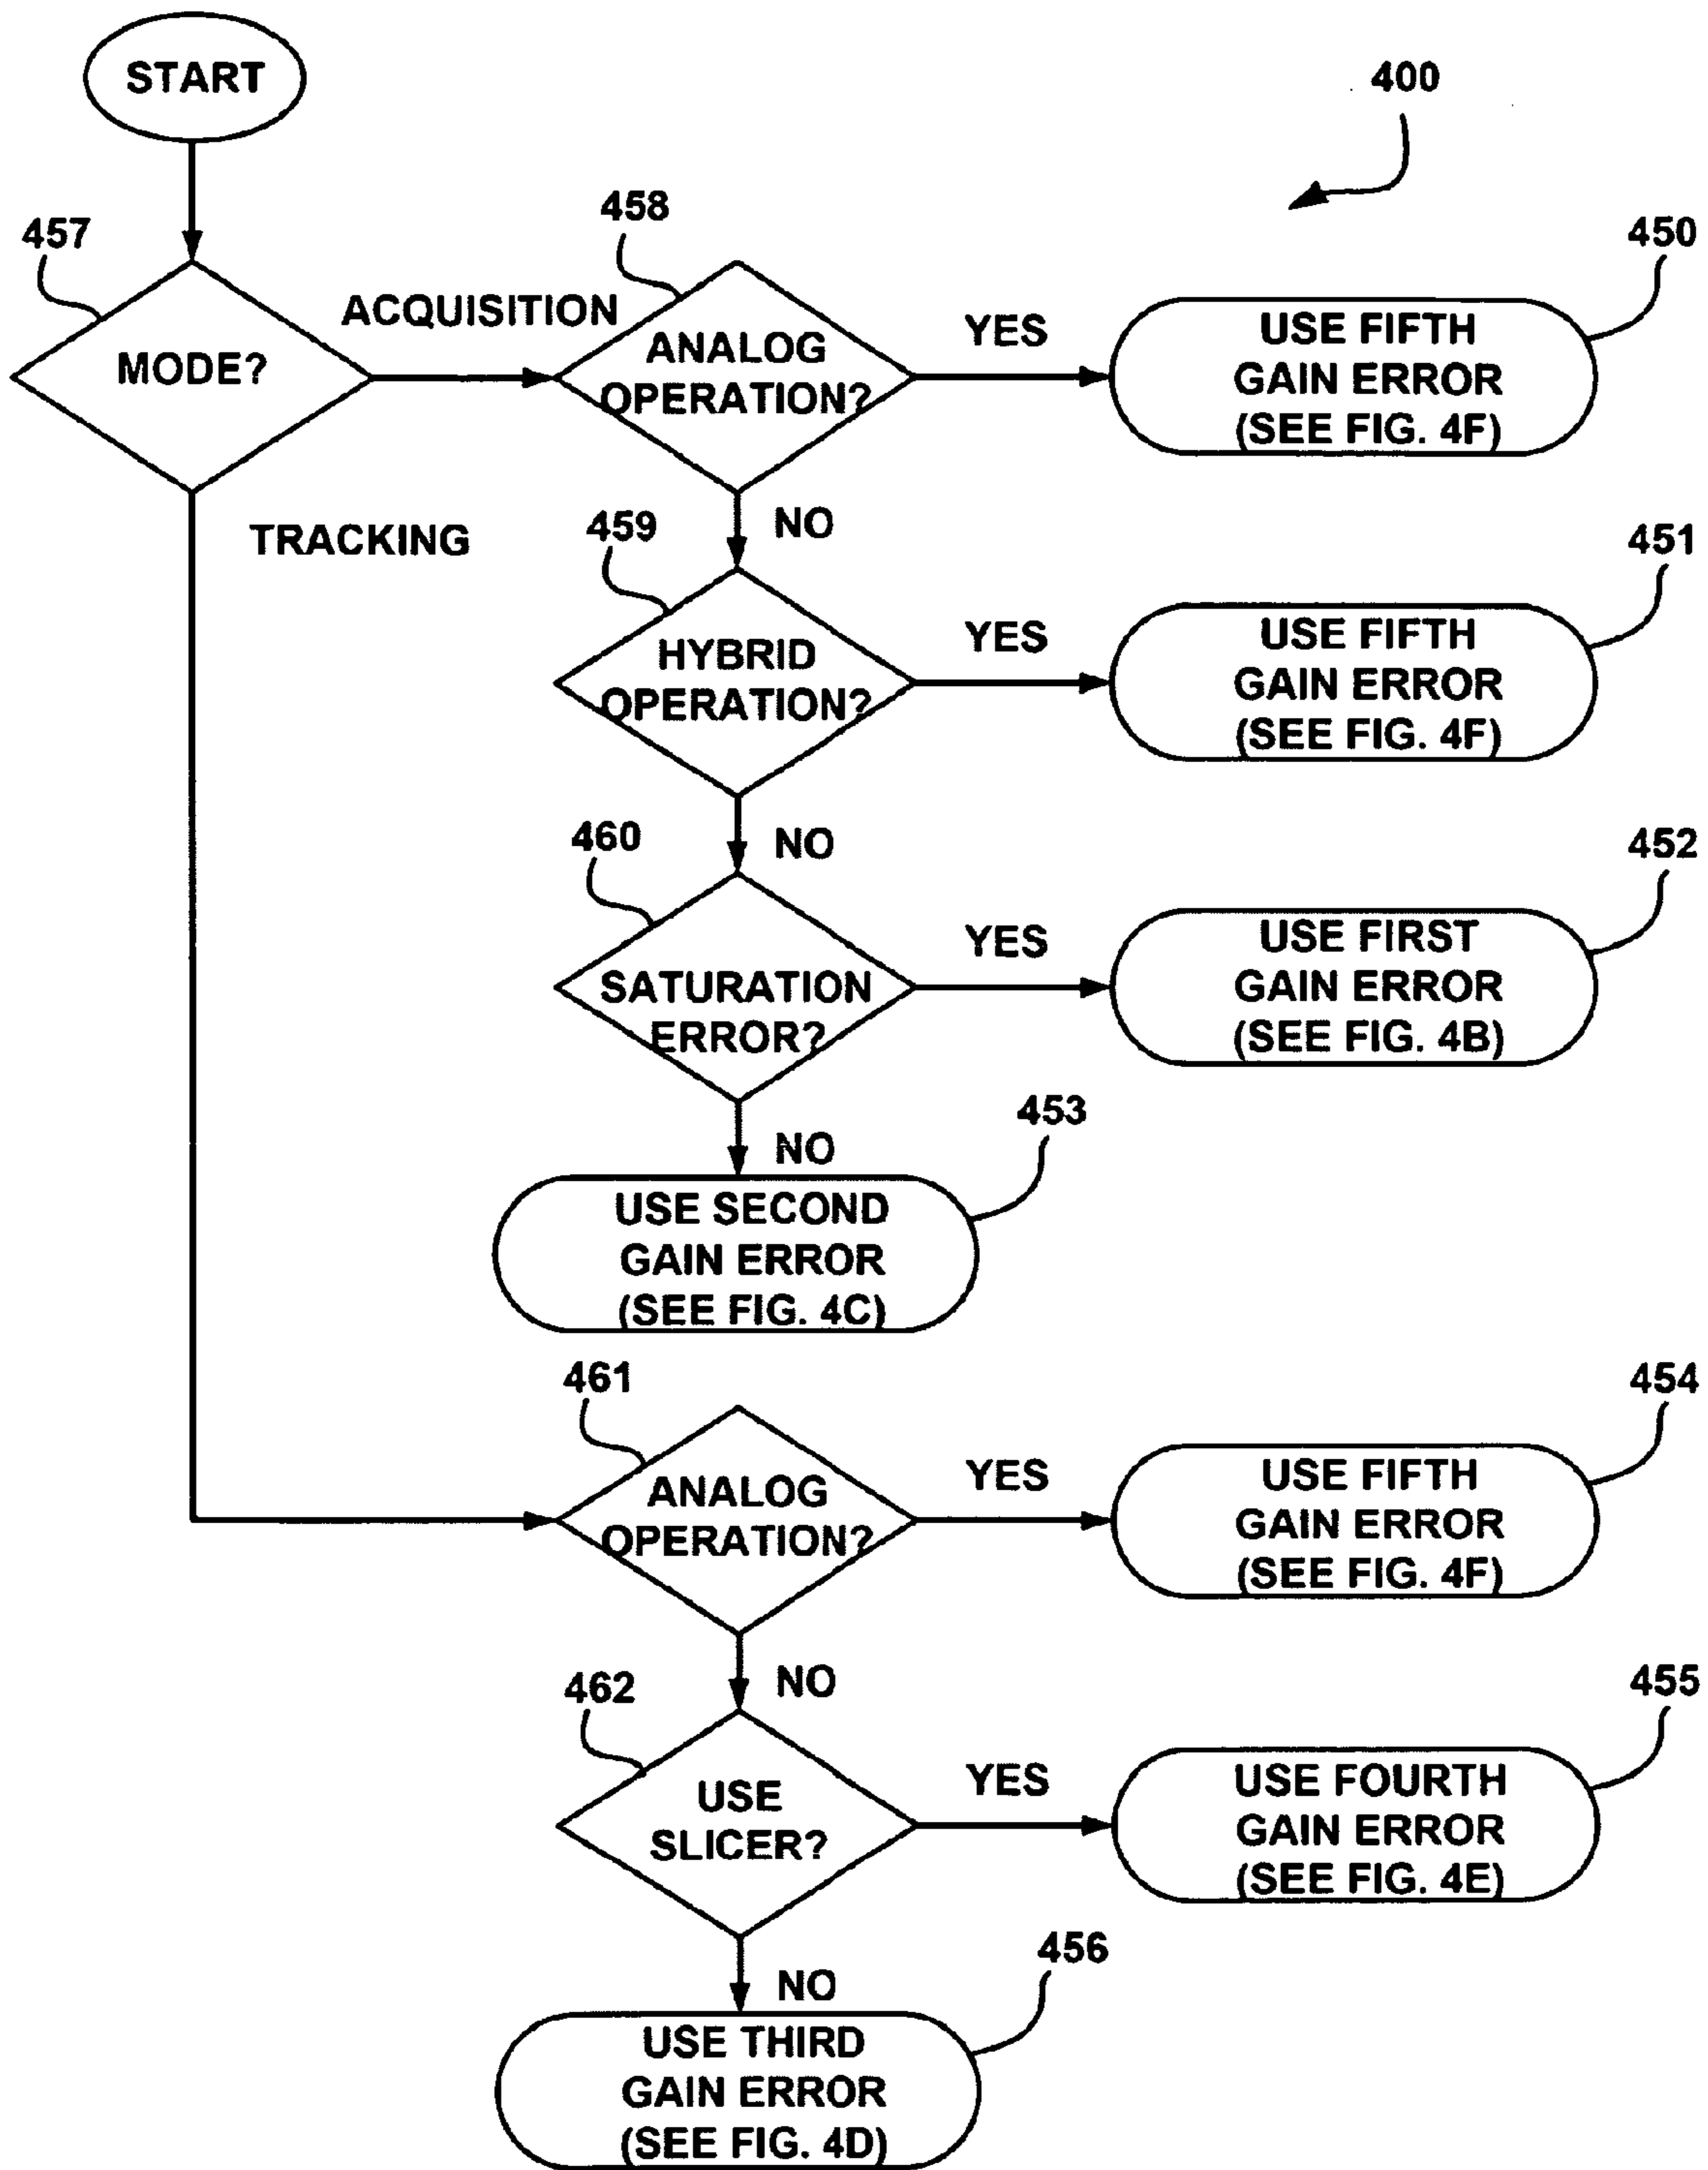 START
400
457
458
450
MODE?
ACQUISITION
ANALOG
OPERATION?
YES
USE FIFTH
GAIN ERROR
(SEE FIG. 4F)
TRACKING
NO
459
451
HYBRID
OPERATION?
YES
USE FIFTH
GAIN ERROR
(SEE FIG. 4F)
NO
460
452
SATURATION
ERROR?
YES
USE FIRST
GAIN ERROR
(SEE FIG. 4B)
NO
453
USE SECOND
GAIN ERROR
(SEE FIG. 4C)
461
454
ANALOG
OPERATION?
YES
USE FIFTH
GAIN ERROR
(SEE FIG. 4F)
NO
462
455
USE
SLICER?
YES
USE FOURTH
GAIN ERROR
(SEE FIG. 4E)
NO
456
USE THIRD
GAIN ERROR
(SEE FIG. 4D)